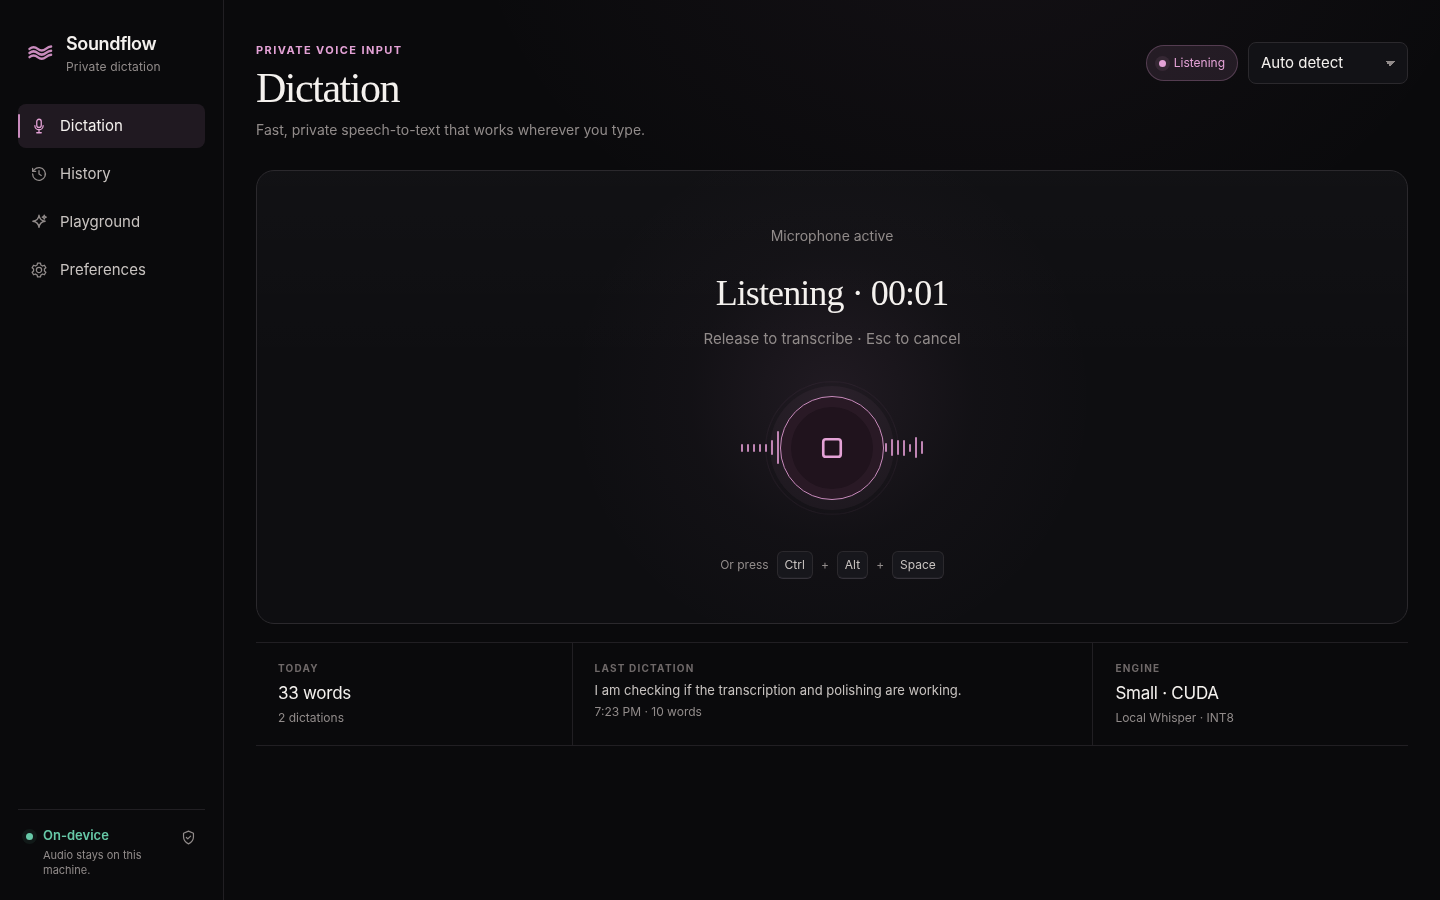 Soundflow
Private dictation
Dictation
History
Playground
Preferences
On-device
Audio stays on this
machine.
PRIVATE VOICE INPUT
Dictation
Fast, private speech-to-text that works wherever you type.
Listening
Auto detect
Microphone active
Listening · 00:01
Release to transcribe · Esc to cancel
Or press Ctrl + Alt + Space
TODAY
33 words
2 dictations
LAST DICTATION
I am checking if the transcription and polishing are working.
7:23 PM · 10 words
ENGINE
Small · CUDA
Local Whisper · INT8